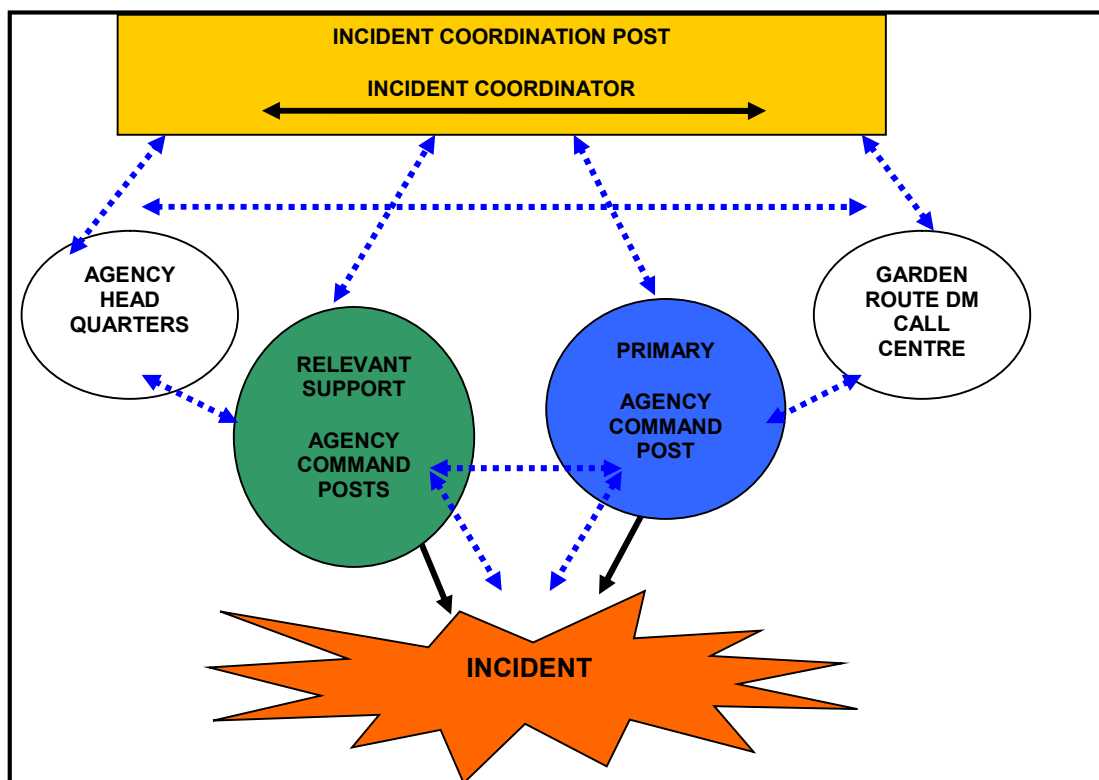 INCIDENT COORDINATION POST
INCIDENT COORDINATOR
AGENCY
HEAD
QUARTERS
GARDEN
ROUTE DM
CALL
CENTRE
RELEVANT
SUPPORT
AGENCY
COMMAND
POSTS
PRIMARY
AGENCY
COMMAND
POST
INCIDENT